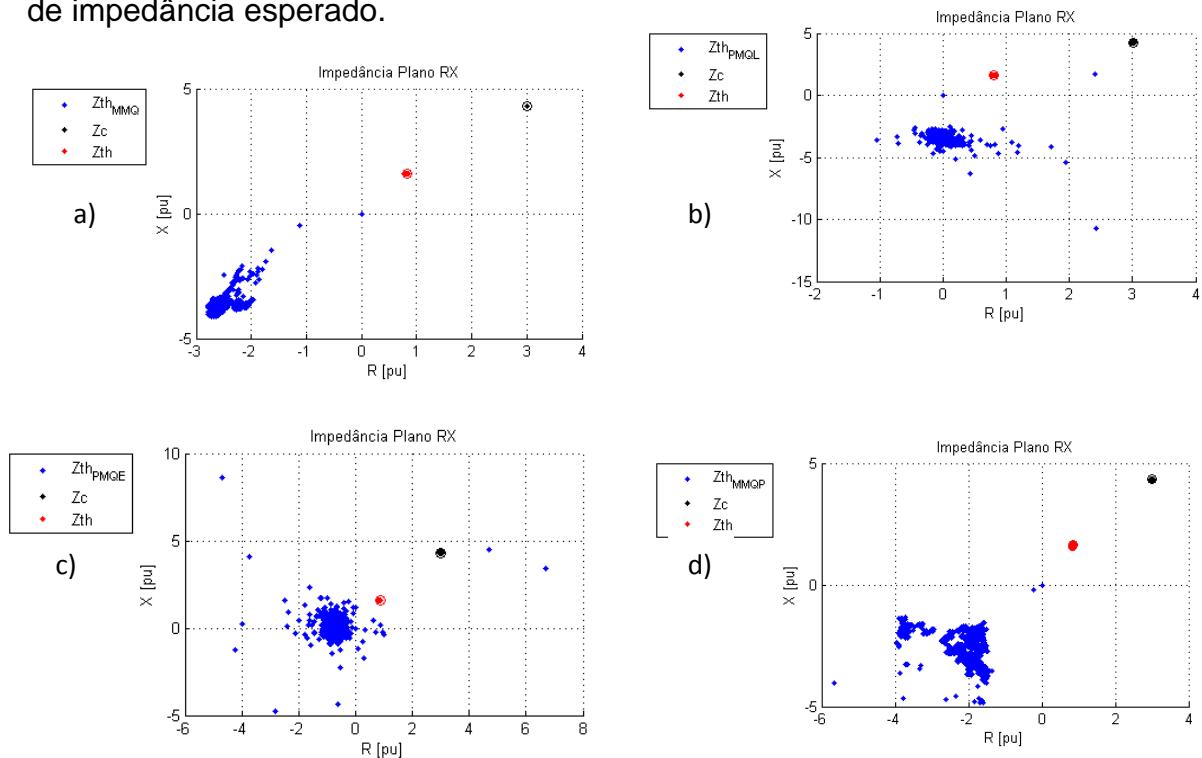 de impedância esperado.
a)
Impedância Plano RX
Zth_MMQ
Zc
Zth
5
0
-5
X [pu]
-3 -2 -1 0 1 2 3 4
R [pu]
b)
Impedância Plano RX
Zth_PMQL
Zc
Zth
5
0
-5
-10
-15
X [pu]
-2 -1 0 1 2 3 4
R [pu]
c)
Impedância Plano RX
Zth_PMQE
Zc
Zth
10
5
0
-5
X [pu]
-6 -4 -2 0 2 4 6 8
R [pu]
d)
Impedância Plano RX
Zth_MMQP
Zc
Zth
5
0
-5
X [pu]
-6 -4 -2 0 2 4
R [pu]